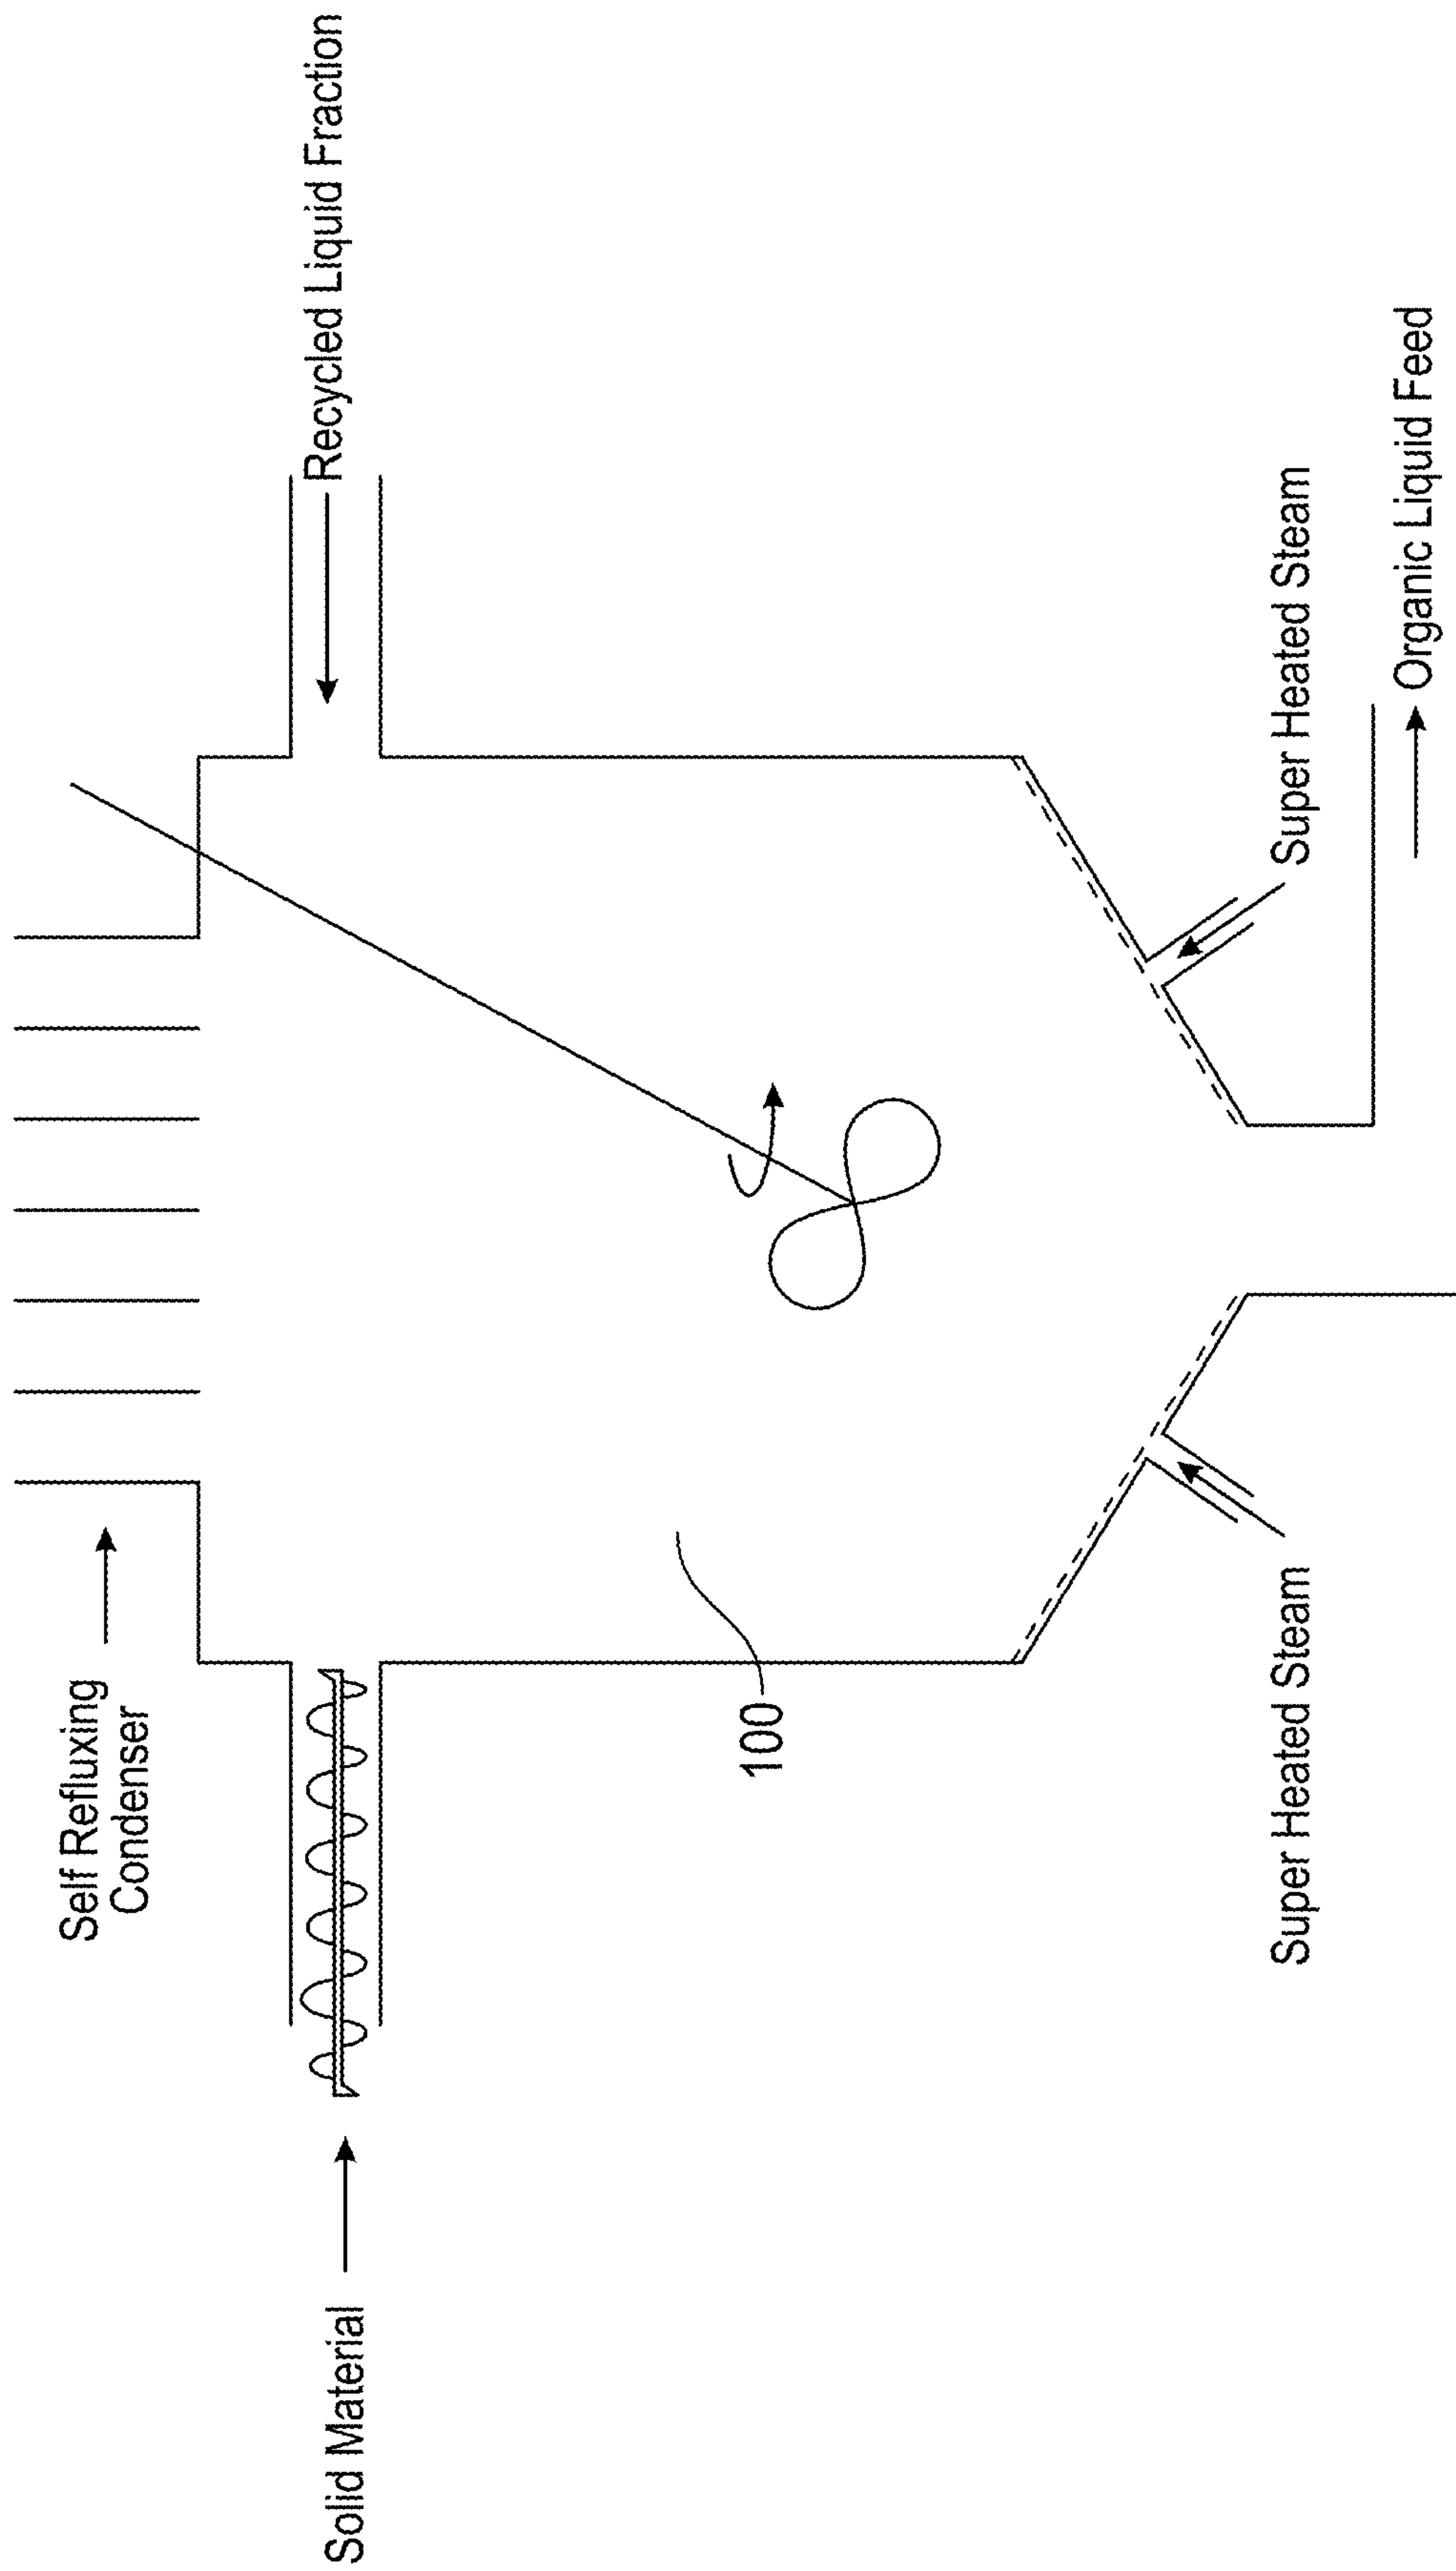 Self Refluxing
Condenser
Solid Material
Recycled Liquid Fraction
100
Super Heated Steam
Super Heated Steam
Organic Liquid Feed